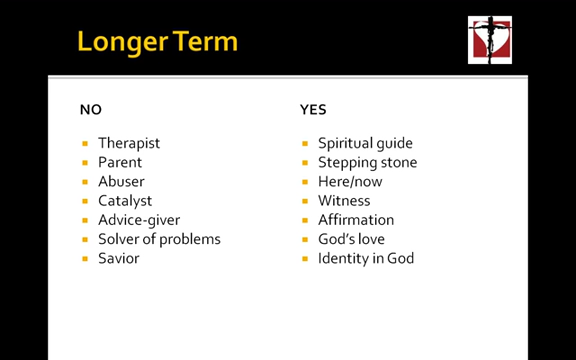 Longer Term
NO
Therapist
Parent
Abuser
Catalyst
Advice-giver
Solver of problems
Savior
YES
Spiritual guide
Stepping stone
Here/now
Witness
Affirmation
God's love
Identity in God